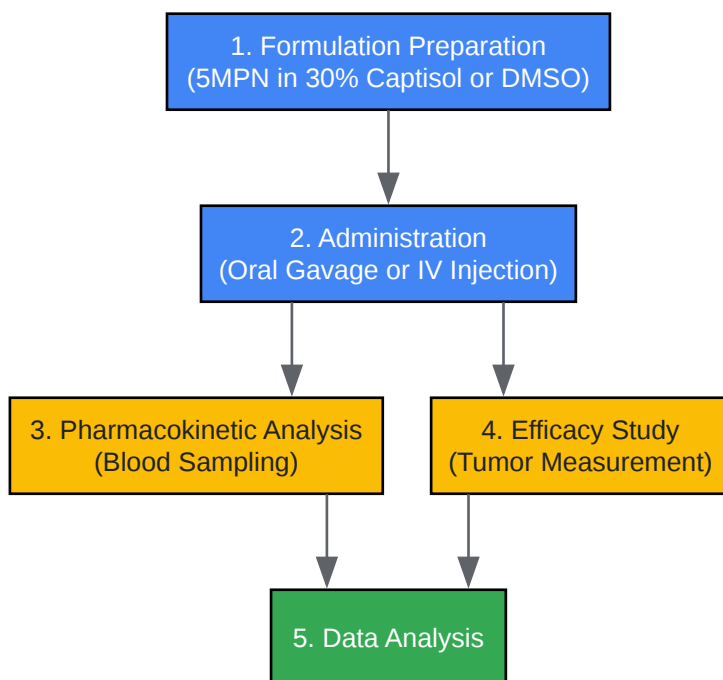 1. Formulation Preparation
(5MPN in 30% Captisol or DMSO)
2. Administration
(Oral Gavage or IV Injection)
3. Pharmacokinetic Analysis
(Blood Sampling)
4. Efficacy Study
(Tumor Measurement)
5. Data Analysis